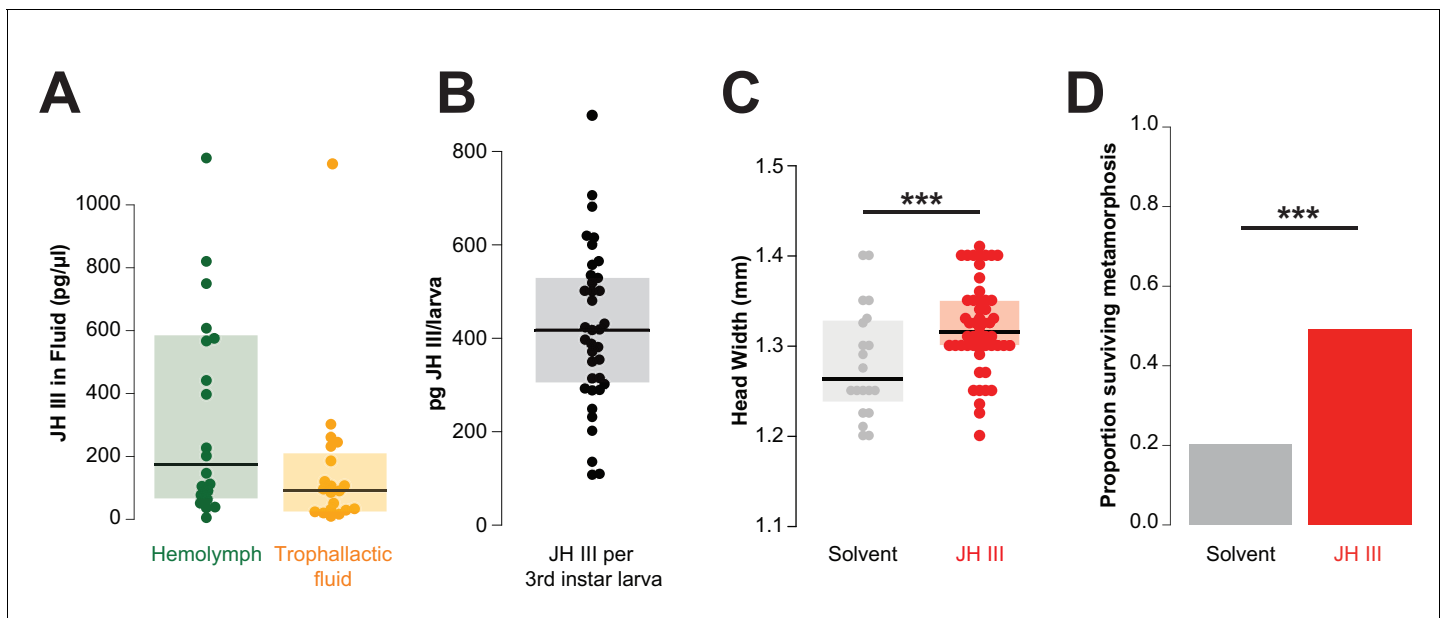 A
JH III in Fluid (pg/µl)
1000
800
600
400
200
0
Hemolymph
Trophallactic
fluid
B
pg JH III/larva
800
600
400
200
0
JH III per
3rd instar larva
C
Head Width (mm)
1.5
1.4
1.3
1.2
1.1
***
Solvent
JH III
D
Proportion surviving metamorphosis
1.0
0.8
0.6
0.4
0.2
0.0
***
Solvent
JH III